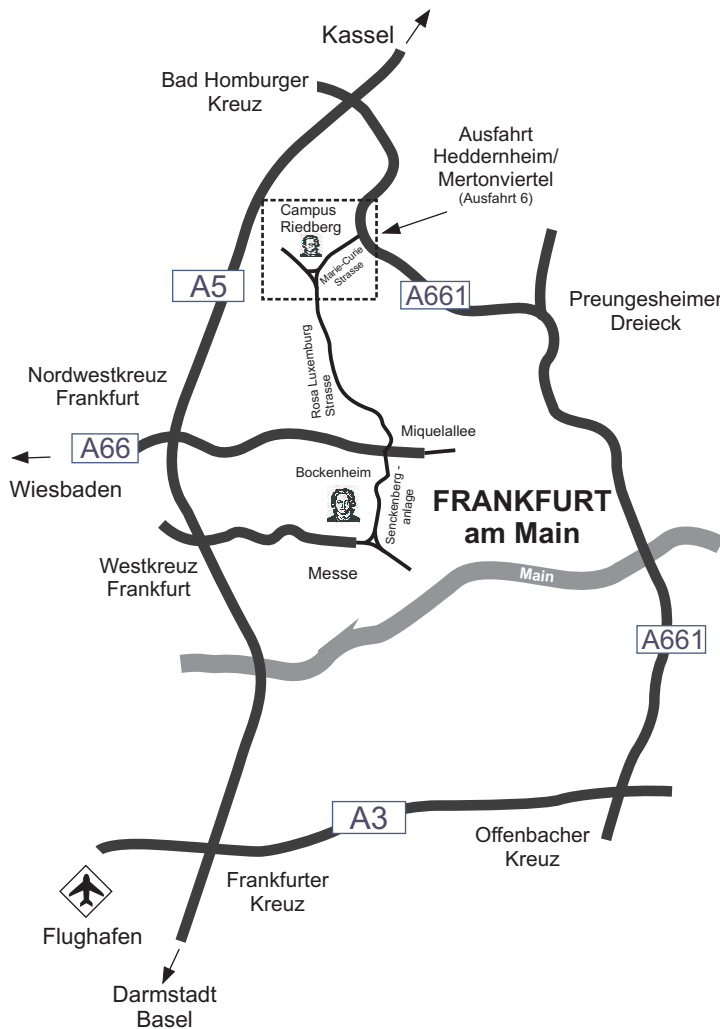 Kassel
Bad Homburger
Kreuz
Ausfahrt
Heddernheim/
Mertonviertel
(Ausfahrt 6)
Campus
Riedberg
Marie-Curie
Strasse
A5
A661
Preungesheimer
Dreieck
Rosa Luxemburg
Strasse
Nordwestkreuz
Frankfurt
A66
Miquelallee
Wiesbaden
Bockenheim
Senckenberg -
anlage
FRANKFURT
am Main
Westkreuz
Frankfurt
Messe
Main
A661
A3
Offenbacher
Kreuz
Frankfurter
Kreuz
Flughafen
Darmstadt
Basel